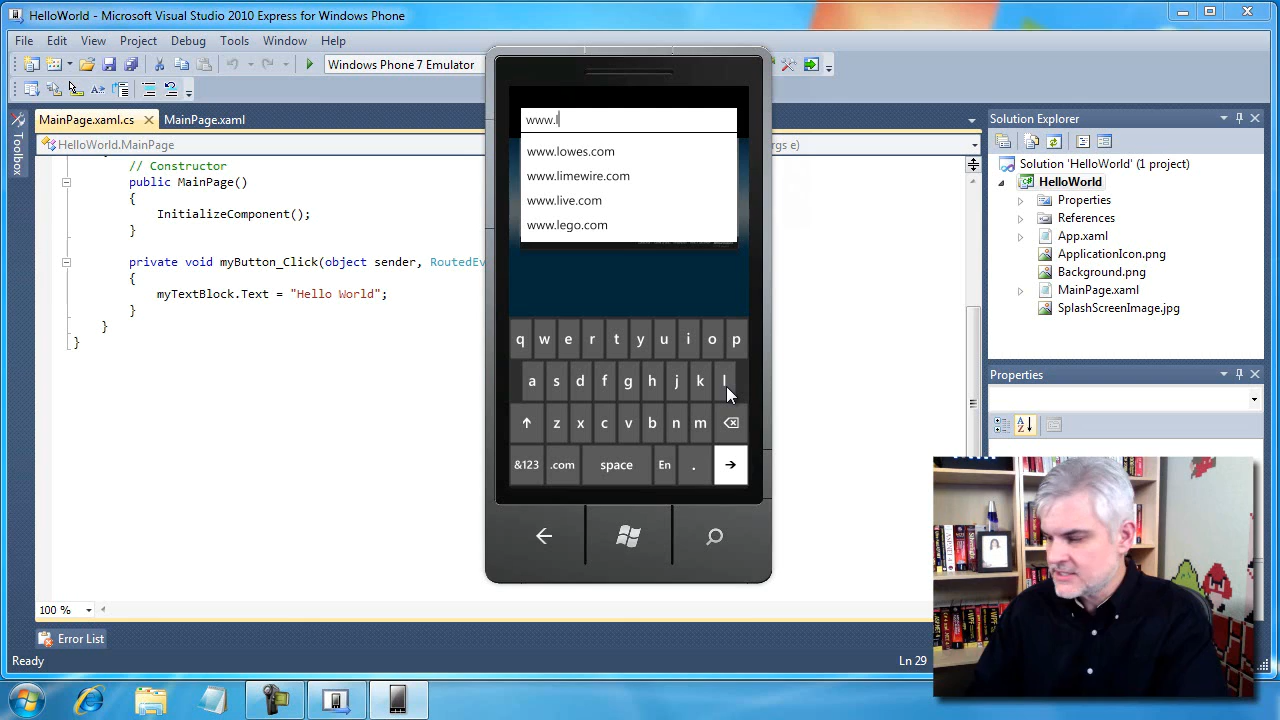 HelloWorld - Microsoft Visual Studio 2010 Express for Windows Phone
File Edit View Project Debug Tools Window Help
Windows Phone 7 Emulator
MainPage.xaml.cs MainPage.xaml
HelloWorld.MainPage
rgs e)
Toolbox
// Constructor
public MainPage()
{
InitializeComponent();
}
private void myButton_Click(object sender, RoutedEv
{
myTextBlock.Text = "Hello World";
}
}
}
100 %
Error List
Ready
Ln 29
www.l
www.lowes.com
www.limewire.com
www.live.com
www.lego.com
q w e r t y u i o p
a s d f g h j k l
z x c v b n m
&123 .com space En .
Solution Explorer
Solution 'HelloWorld' (1 project)
HelloWorld
Properties
References
App.xaml
ApplicationIcon.png
Background.png
MainPage.xaml
SplashScreenImage.jpg
Properties